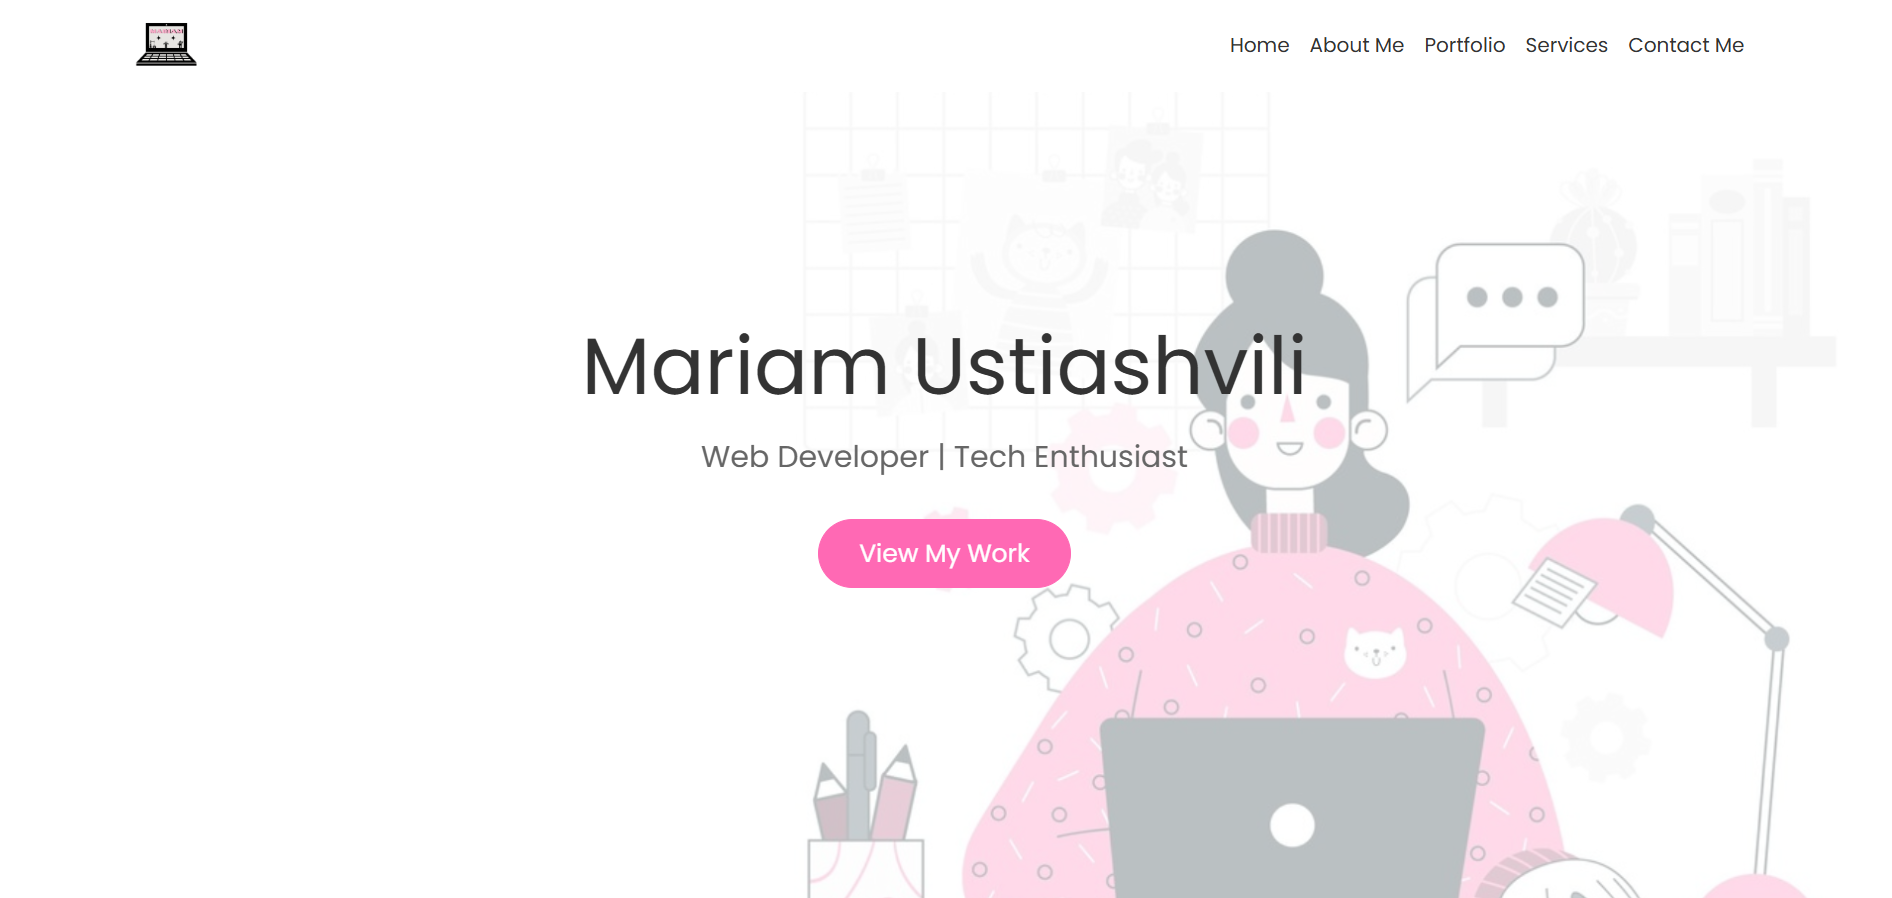 MARIAM
Home About Me Portfolio Services Contact Me
Mariam Ustiashvili
Web Developer | Tech Enthusiast
View My Work